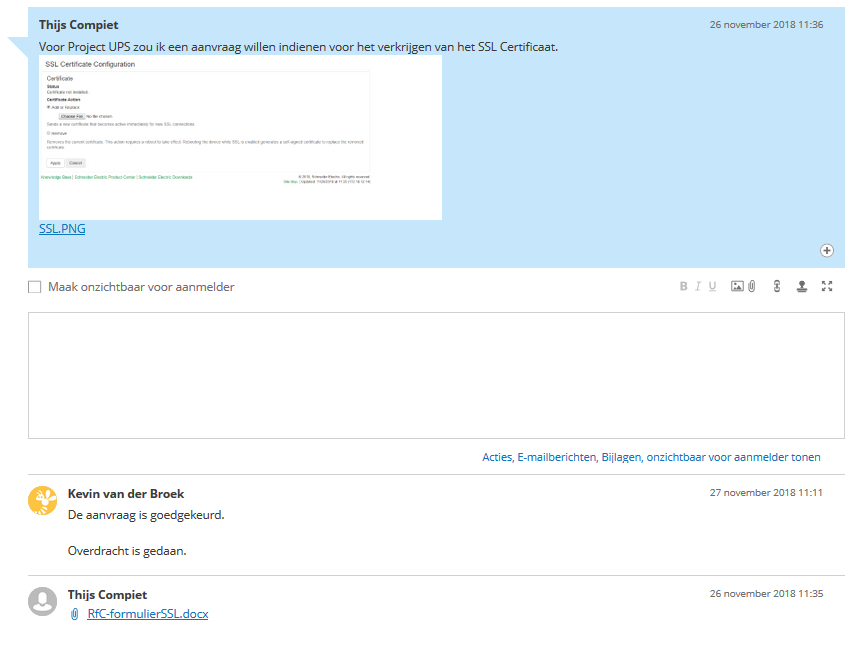 Thijs Compiet
26 november 2018 11:36
Voor Project UPS zou ik een aanvraag willen indienen voor het verkrijgen van het SSL Certificaat.
SSL Certificate Configuration
Certificate
Status
Certificate not installed
Certificate Action
Add or Replace
Choose File No file chosen
Sends a new certificate that becomes active immediately for new SSL connections.
Remove
Removes the current certificate. This action requires a reboot to take effect. Rebooting the device while SSL is enabled generates a self-signed certificate to replace the removed
certificate.
Apply Cancel
Knowledge Base | Schneider Electric Product Center | Schneider Electric Downloads
© 2018, Schneider Electric. All rights reserved.
Site Map | Updated:
SSL.PNG
Maak onzichtbaar voor aanmelder
B I U
Acties, E-mailberichten, Bijlagen, onzichtbaar voor aanmelder tonen
Kevin van der Broek
27 november 2018 11:11
De aanvraag is goedgekeurd.
Overdracht is gedaan.
Thijs Compiet
26 november 2018 11:35
RfC-formulierSSL.docx